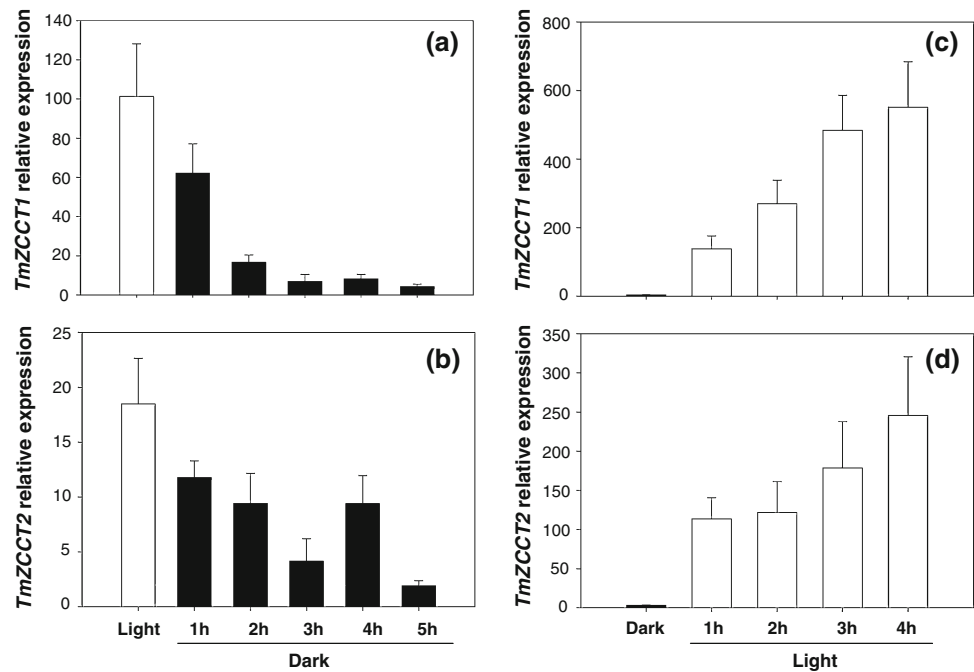 TmZCCT1 relative expression
140
120
100
80
60
40
20
0
(a)
TmZCCT1 relative expression
800
600
400
200
0
(c)
TmZCCT2 relative expression
25
20
15
10
5
0
(b)
Light 1h 2h 3h 4h 5h
Dark
TmZCCT2 relative expression
350
300
250
200
150
100
50
0
(d)
Dark 1h 2h 3h 4h
Light